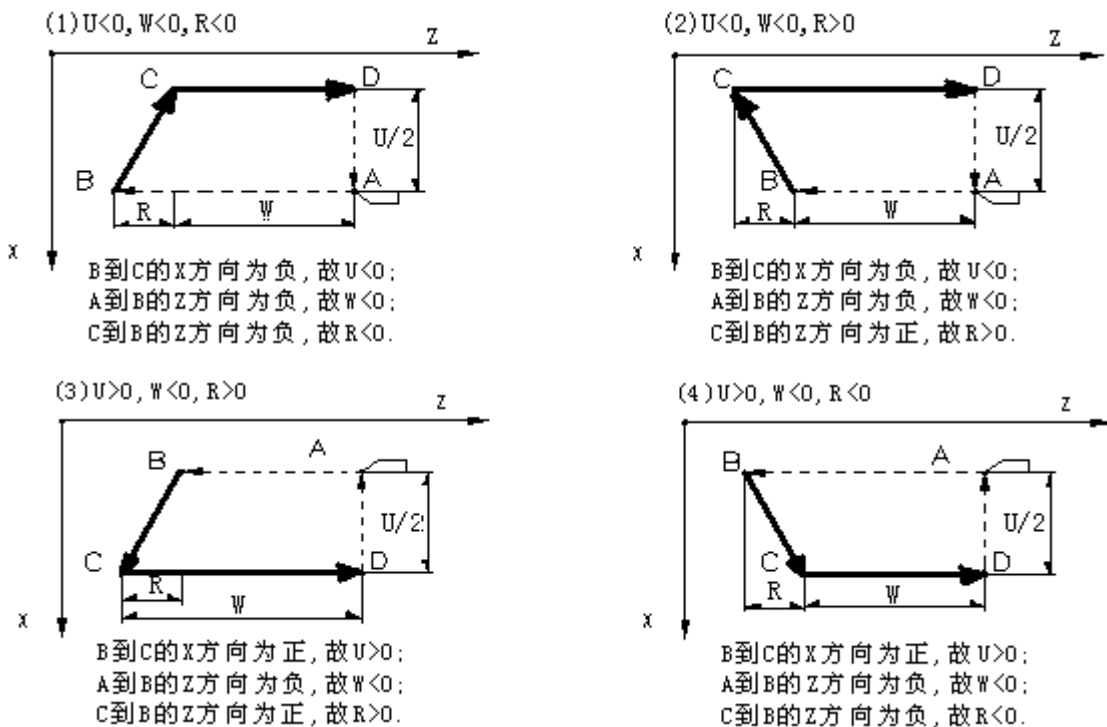 (1)U<0,W<0,R<0
Z
C
D
U/2
B
A
R
W
X
B到C的X方向为负,故U<0;
A到B的Z方向为负,故W<0;
C到B的Z方向为负,故R<0.
(2)U<0,W<0,R>0
Z
C
D
U/2
B
A
R
W
X
B到C的X方向为负,故U<0;
A到B的Z方向为负,故W<0;
C到B的Z方向为正,故R>0.
(3)U>0,W<0,R>0
Z
B
A
U/2
C
D
R
W
X
B到C的X方向为正,故U>0;
A到B的Z方向为负,故W<0;
C到B的Z方向为正,故R>0.
(4)U>0,W<0,R<0
Z
B
A
U/2
C
D
R
W
X
B到C的X方向为正,故U>0;
A到B的Z方向为负,故W<0;
C到B的Z方向为负,故R<0.